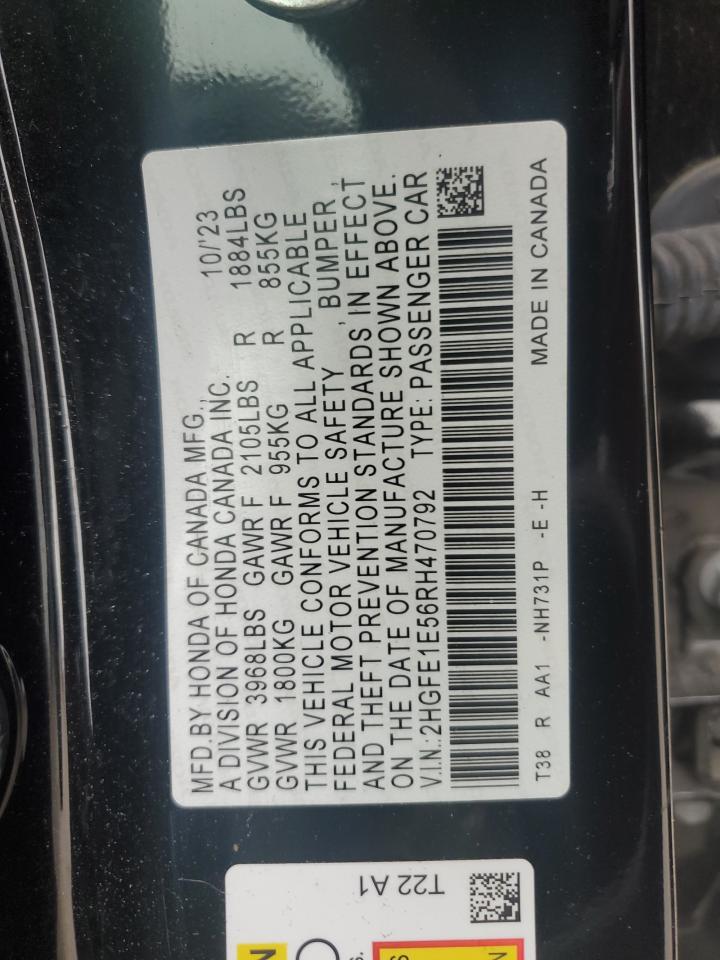 MFD.BY HONDA OF CANADA MFG., 10/'23
A DIVISION OF HONDA CANADA INC.
GVWR 3968LBS GAWR F 2105LBS R 1884LBS
GVWR 1800KG GAWR F 955KG R 855KG
THIS VEHICLE CONFORMS TO ALL APPLICABLE
FEDERAL MOTOR VEHICLE SAFETY, BUMPER,
AND THEFT PREVENTION STANDARDS IN EFFECT
ON THE DATE OF MANUFACTURE SHOWN ABOVE.
V.I.N.:2HGFE1E56RH470792 TYPE: PASSENGER CAR
T38 R AA1 -NH731P -E -H MADE IN CANADA
T22 A1